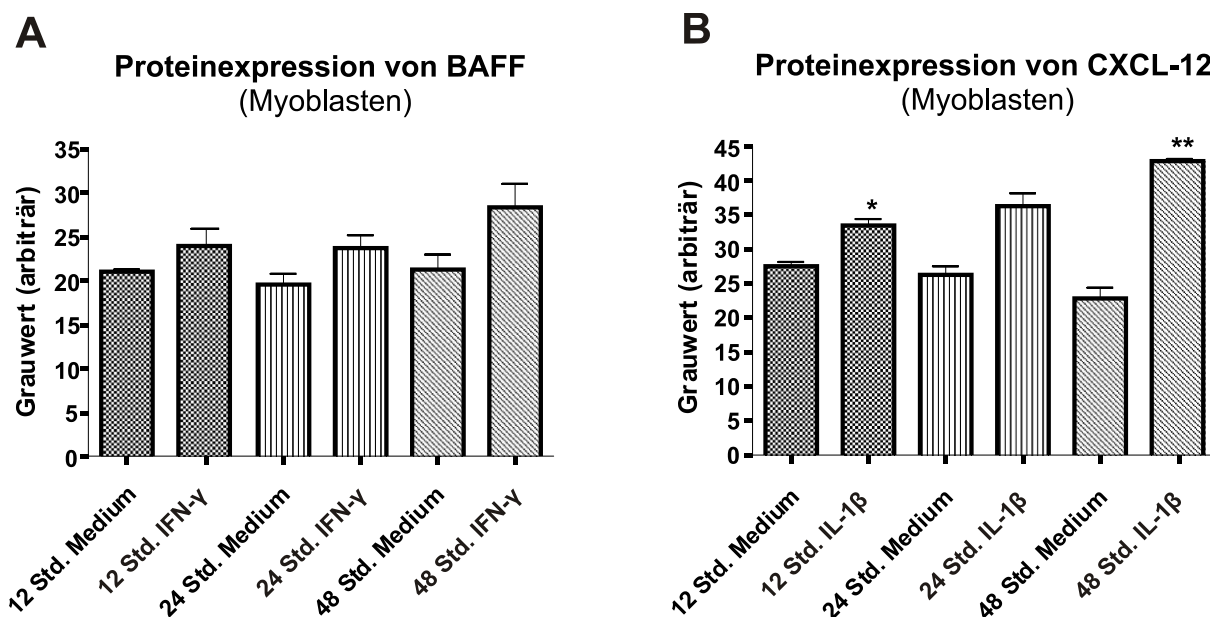 A
Proteinexpression von BAFF
(Myoblasten)
Grauwert (arbiträr)
35
30
25
20
15
10
5
0
12 Std. Medium
12 Std. IFN-γ
24 Std. Medium
24 Std. IFN-γ
48 Std. Medium
48 Std. IFN-γ
B
Proteinexpression von CXCL-12
(Myoblasten)
Grauwert (arbiträr)
45
40
35
30
25
20
15
10
5
0
*
**
12 Std. Medium
12 Std. IL-1β
24 Std. Medium
24 Std. IL-1β
48 Std. Medium
48 Std. IL-1β